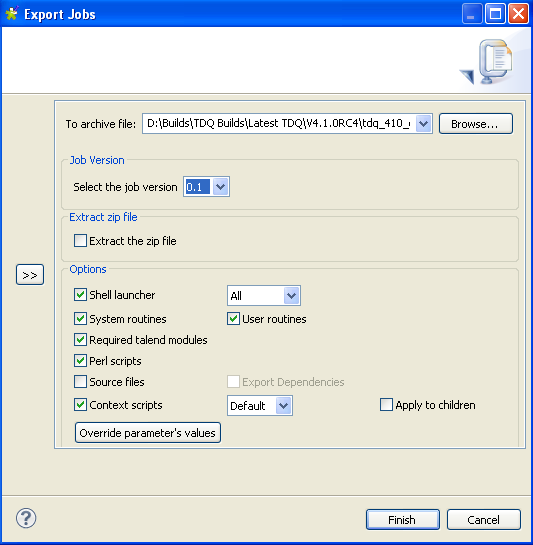 Export Jobs
To archive file: D:\Builds\TDQ Builds\Latest TDQ\V4.1.0RC4\tdq_410_ Browse...
Job Version
Select the job version 0.1
Extract zip file
Extract the zip file
>>
Options
Shell launcher All
System routines User routines
Required talend modules
Perl scripts
Source files Export Dependencies
Context scripts Default Apply to children
Override parameter's values
? Finish Cancel